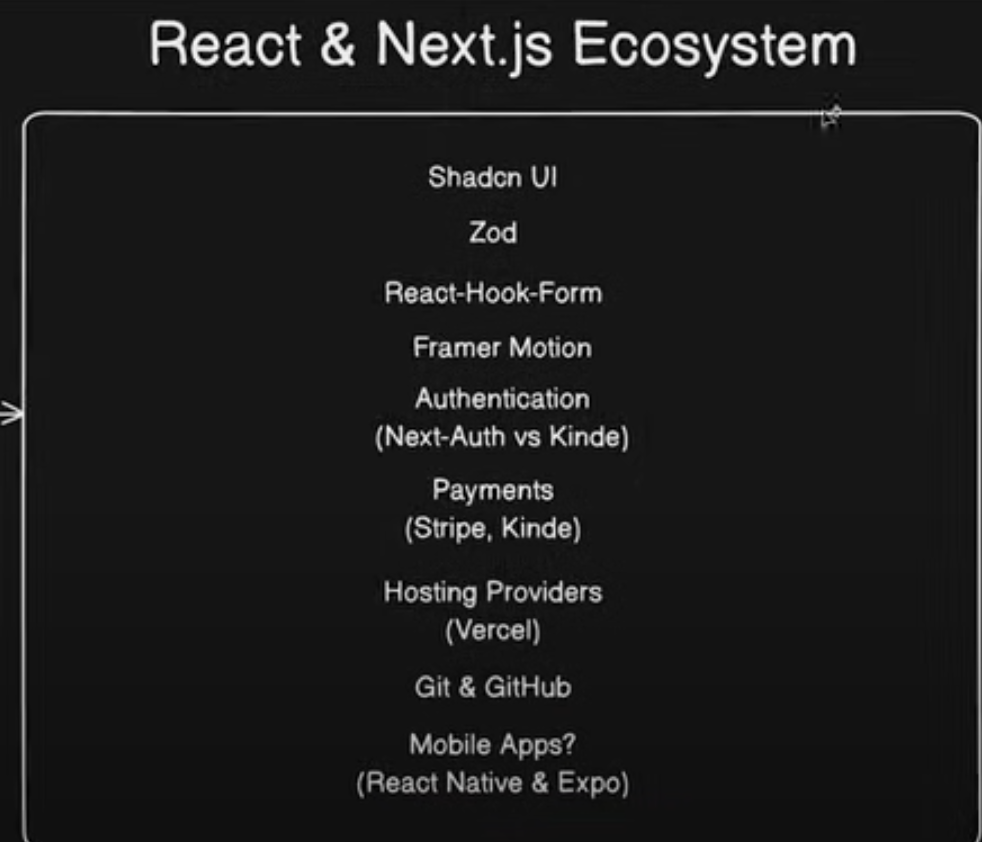 React & Next.js Ecosystem
Shadcn UI
Zod
React-Hook-Form
Framer Motion
Authentication
(Next-Auth vs Kinde)
Payments
(Stripe, Kinde)
Hosting Providers
(Vercel)
Git & GitHub
Mobile Apps?
(React Native & Expo)